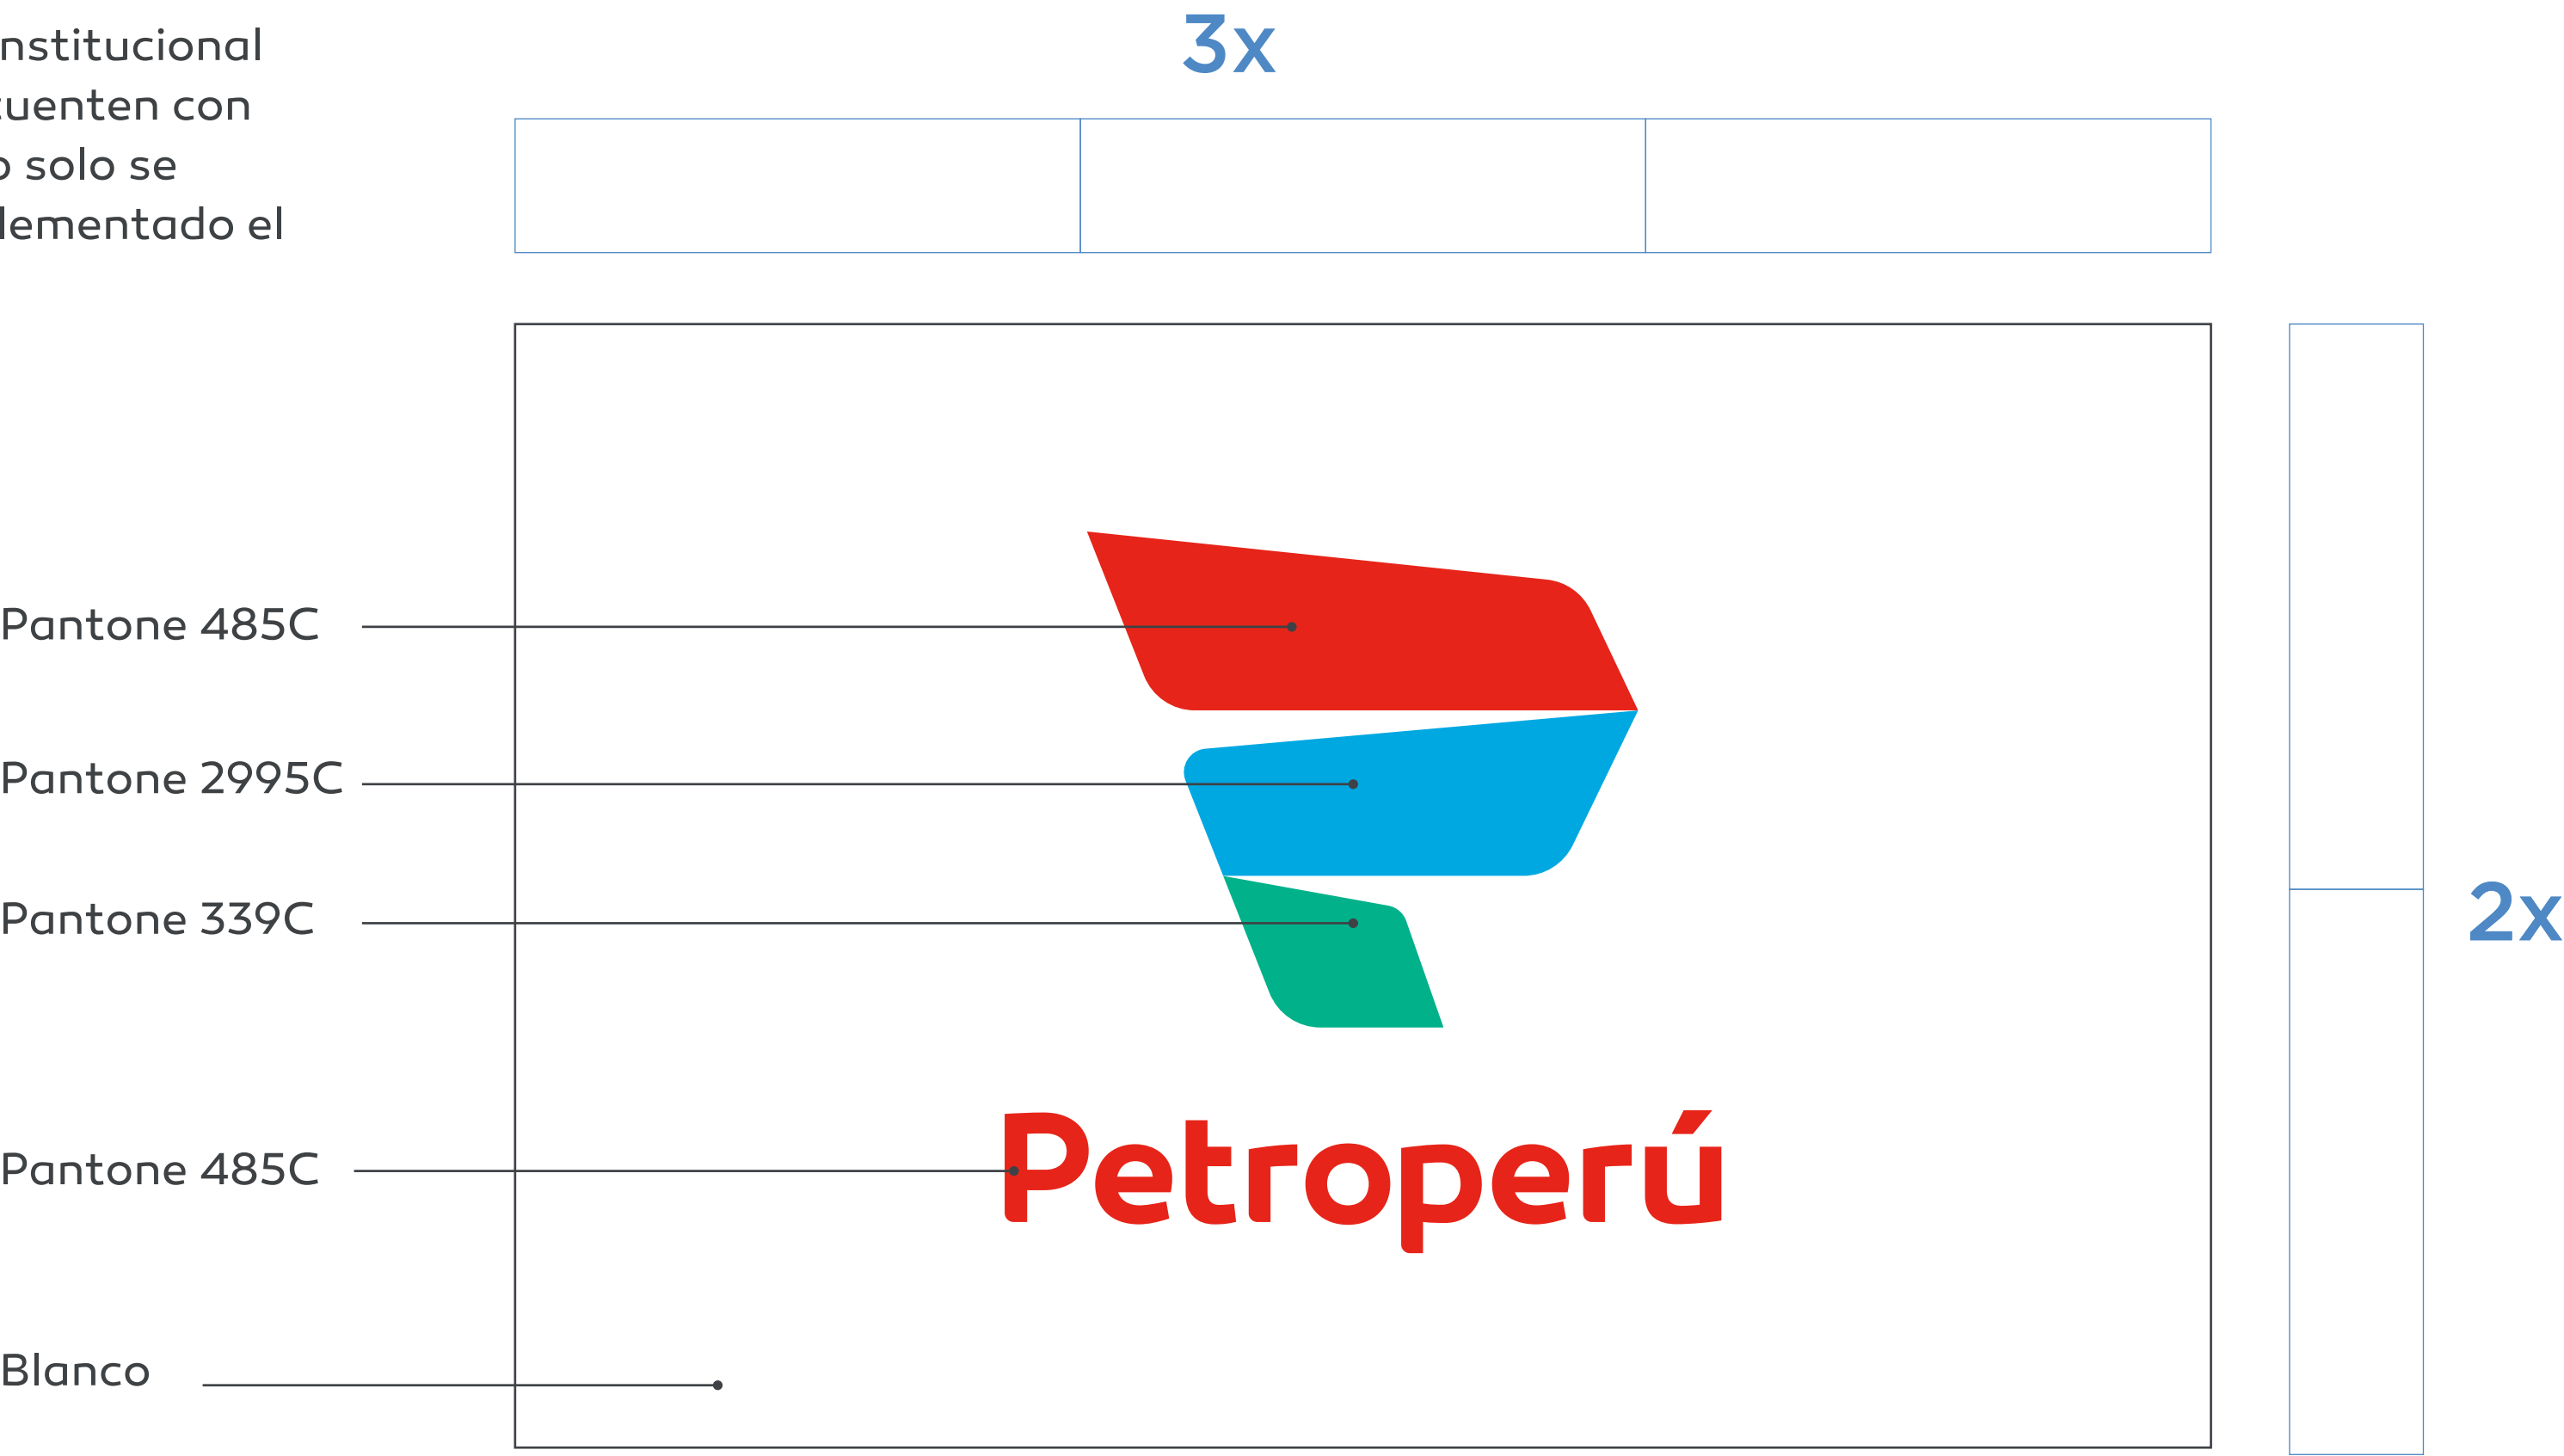 nstitucional
uenten con
solo se
lementado el
3x
Pantone 485C
Pantone 2995C
Pantone 339C
2x
Petroperú
Pantone 485C
Blanco